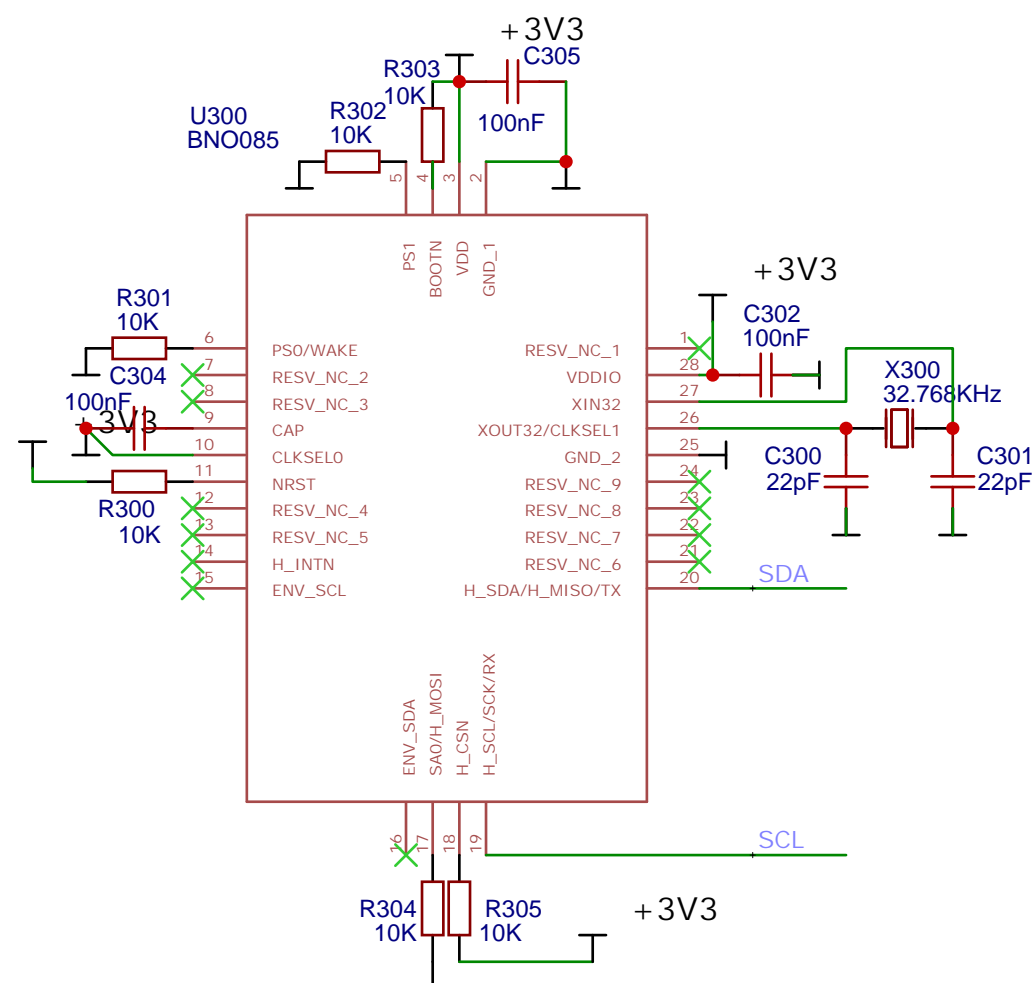 +3V3
C305
R303
10K
100nF
U300
BNO085
R302
10K
5
4
3
2
PS1
BOOTN
VDD
GND_1
+3V3
C302
100nF
R301
10K
6
PS0/WAKE
RESV_NC_1
1
7
RESV_NC_2
VDDIO
28
X300
32.768KHz
C304
100nF
8
RESV_NC_3
XIN32
27
+3V3
9
CAP
XOUT32/CLKSEL1
26
10
CLKSEL0
GND_2
25
C300
22pF
C301
22pF
11
NRST
RESV_NC_9
24
R300
10K
12
RESV_NC_4
RESV_NC_8
23
13
RESV_NC_5
RESV_NC_7
22
14
H_INTN
RESV_NC_6
21
15
ENV_SCL
H_SDA/H_MISO/TX
20
SDA
ENV_SDA
SA0/H_MOSI
H_CSN
H_SCL/SCK/RX
16
17
18
19
SCL
R304
10K
R305
10K
+3V3